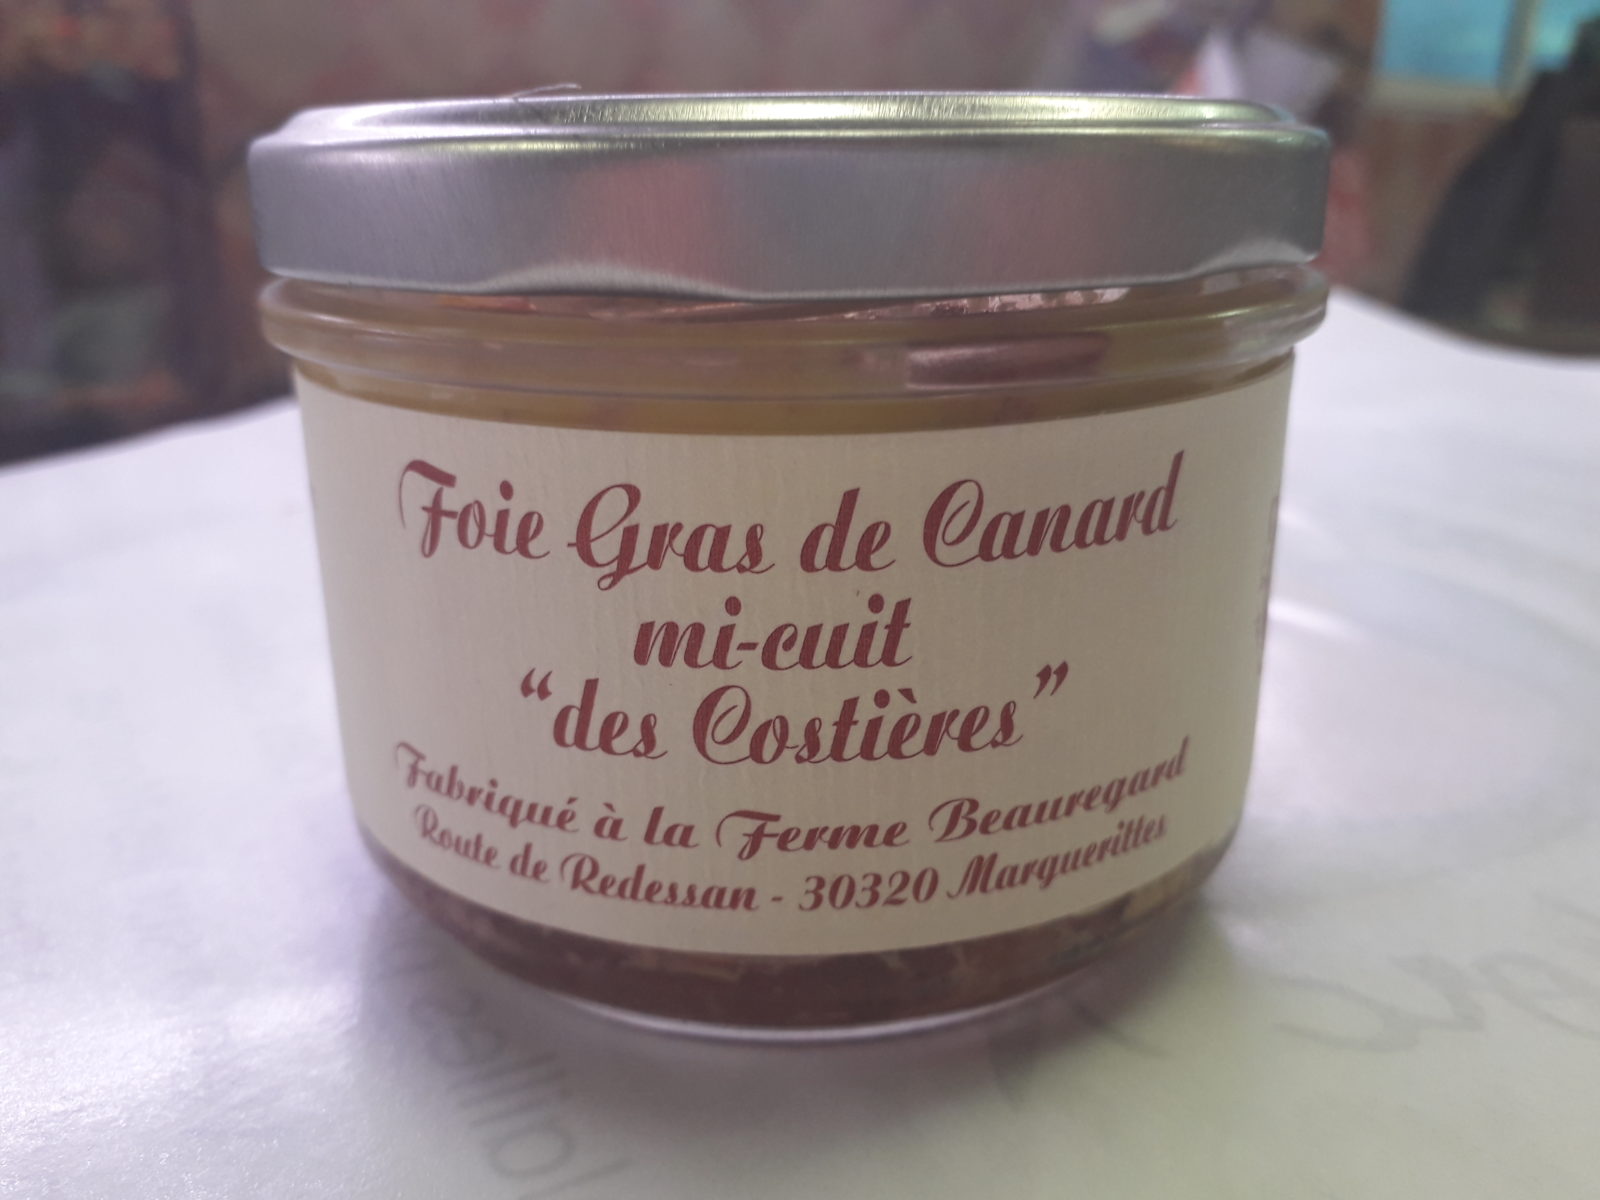 Foie Gras de Canard
mi-cuit
“des Costières”
Fabriqué à la Ferme Beauregard
Route de Redessan - 30320 Marguerittes